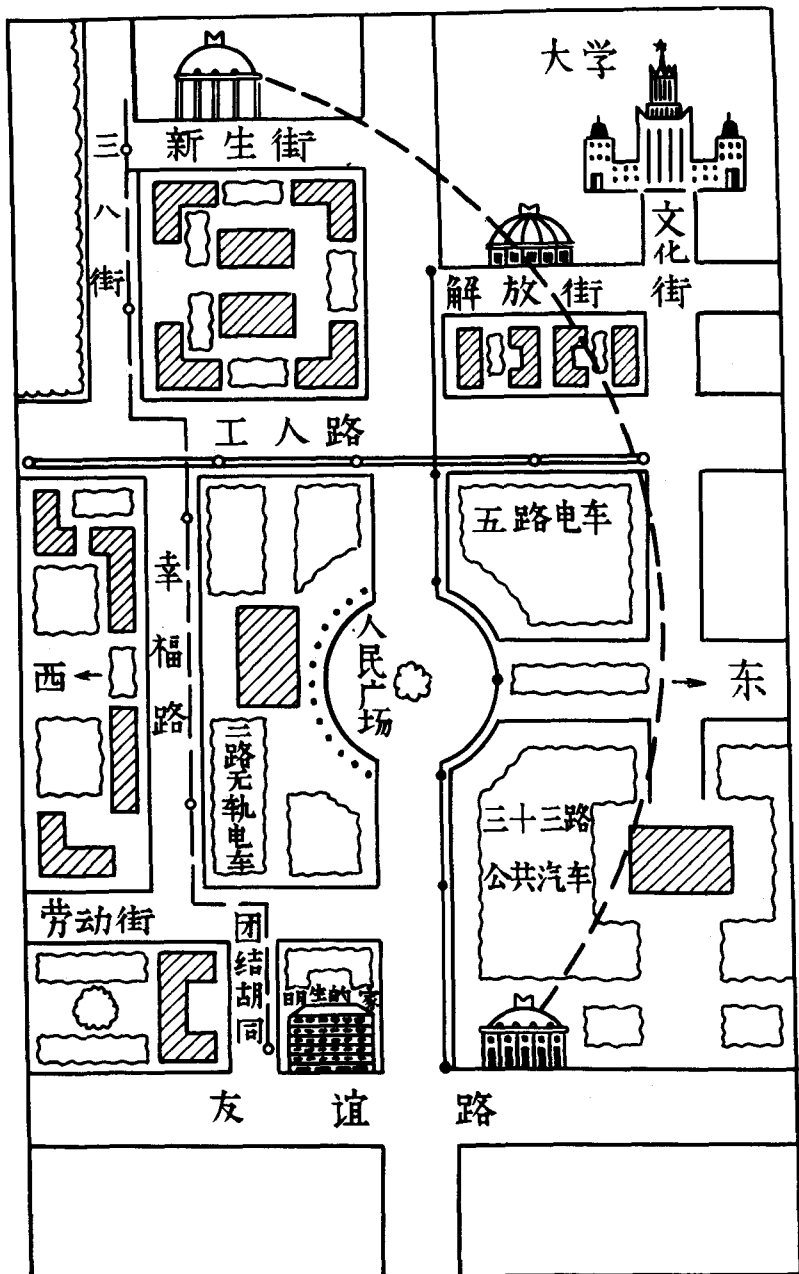 大学
三八街
新生街
文化街
解放街
工人路
五路电车
幸福路
人民广场
西
东
三路无轨电车
三十三路
公共汽车
劳动街
团结胡同
明生的家
友谊路